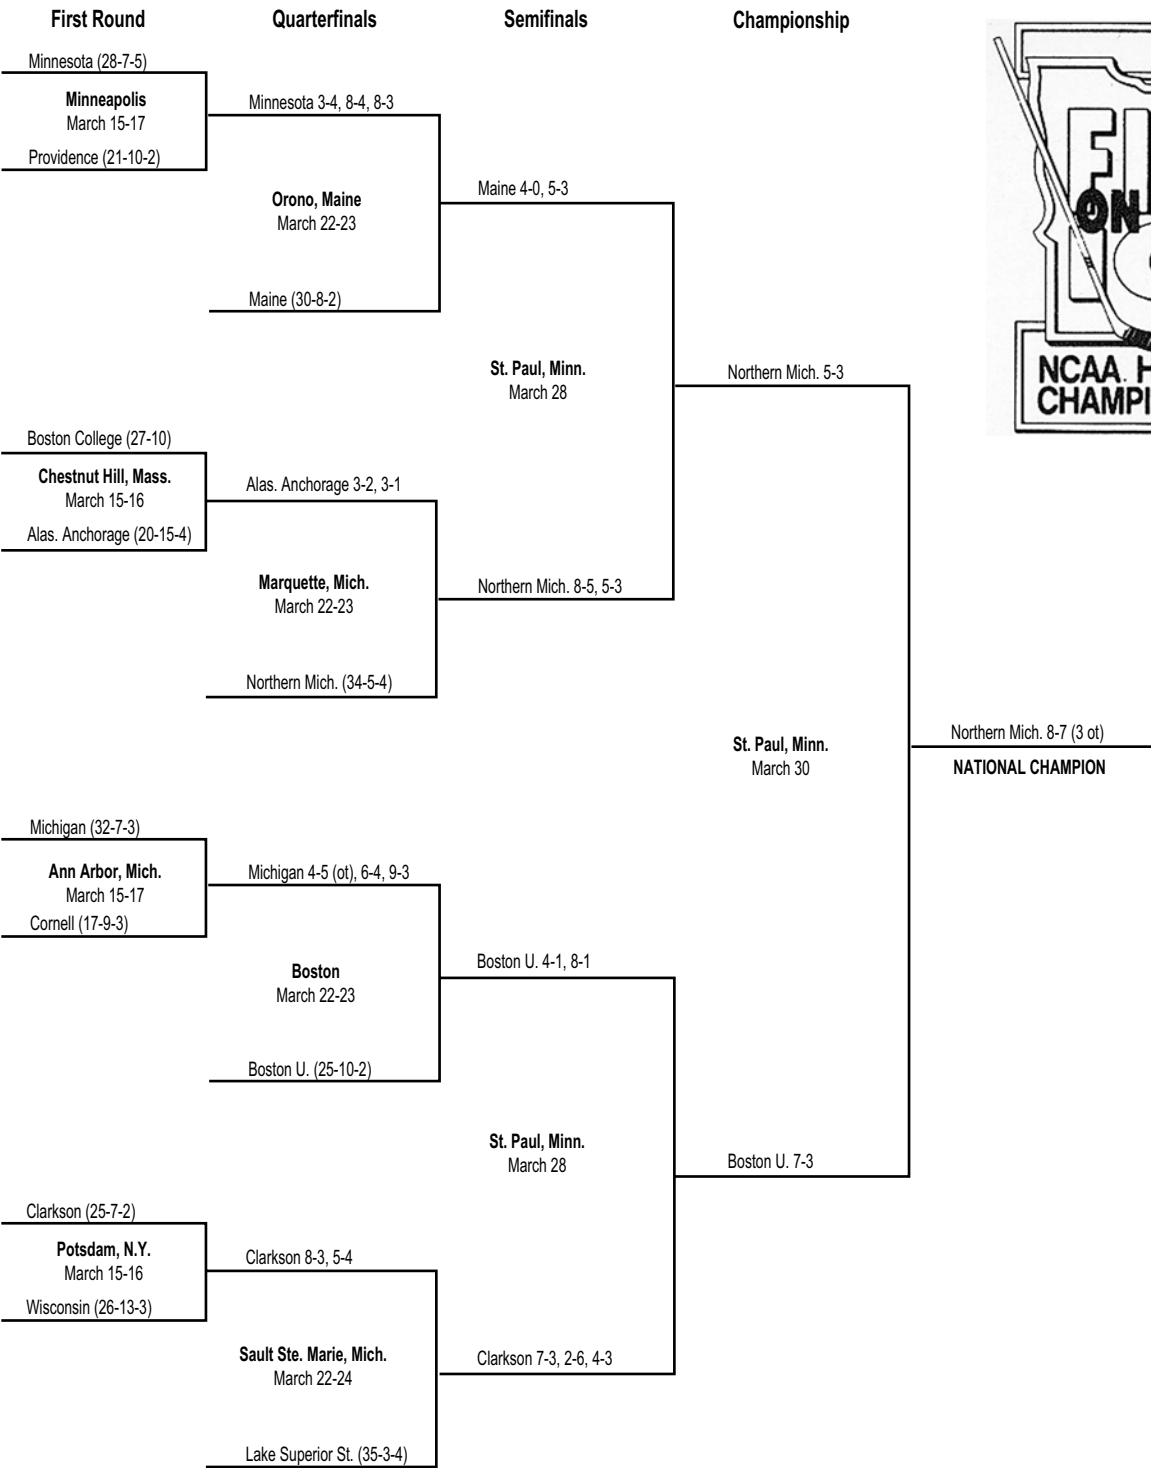 First Round Quarterfinals Semifinals Championship
Minnesota (28-7-5)
Minneapolis
March 15-17
Providence (21-10-2)
Minnesota 3-4, 8-4, 8-3
Orono, Maine
March 22-23
Maine (30-8-2)
Maine 4-0, 5-3
St. Paul, Minn.
March 28
Northern Mich. 5-3
Boston College (27-10)
Chestnut Hill, Mass.
March 15-16
Alas. Anchorage (20-15-4)
Alas. Anchorage 3-2, 3-1
Marquette, Mich.
March 22-23
Northern Mich. (34-5-4)
Northern Mich. 8-5, 5-3
St. Paul, Minn.
March 30
Northern Mich. 8-7 (3 ot)
NATIONAL CHAMPION
Michigan (32-7-3)
Ann Arbor, Mich.
March 15-17
Cornell (17-9-3)
Michigan 4-5 (ot), 6-4, 9-3
Boston
March 22-23
Boston U. (25-10-2)
Boston U. 4-1, 8-1
St. Paul, Minn.
March 28
Boston U. 7-3
Clarkson (25-7-2)
Potsdam, N.Y.
March 15-16
Wisconsin (26-13-3)
Clarkson 8-3, 5-4
Sault Ste. Marie, Mich.
March 22-24
Lake Superior St. (35-3-4)
Clarkson 7-3, 2-6, 4-3
FI
ON
NCAA H
CHAMPI